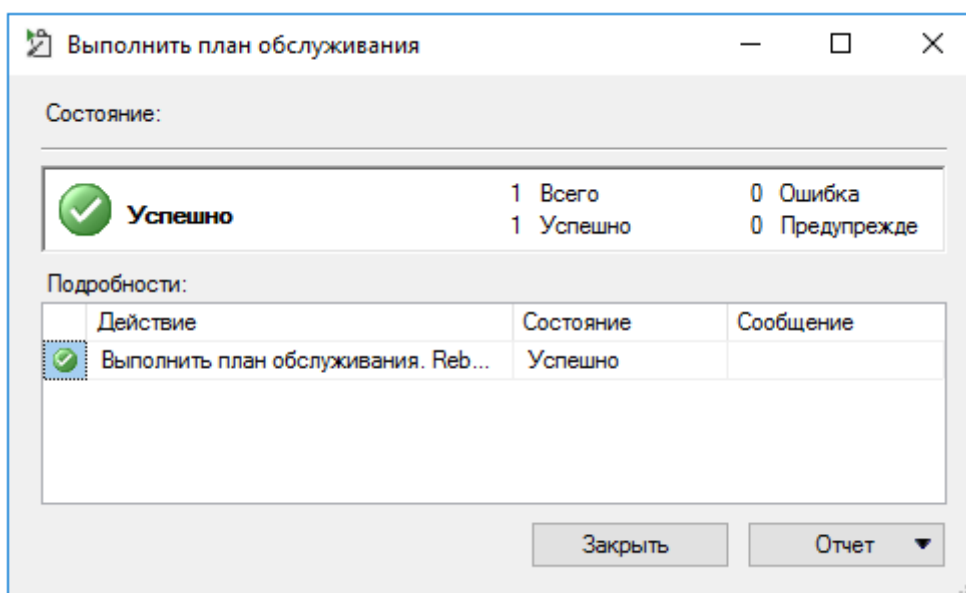 Выполнить план обслуживания
Состояние:
Успешно
1 Всего 0 Ошибка
1 Успешно 0 Предупрежде
Подробности:
Действие Состояние Сообщение
Выполнить план обслуживания. Reb... Успешно
Закрыть Отчет